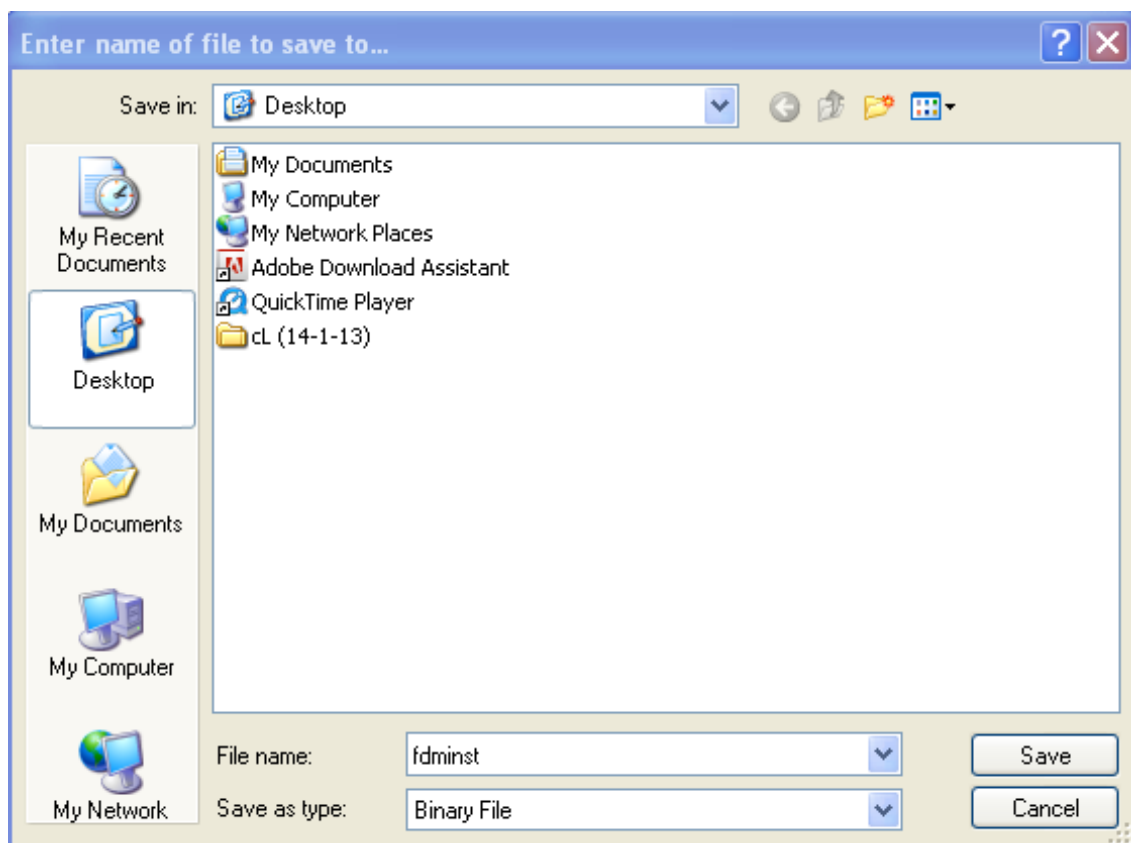 Enter name of file to save to...
Save in: Desktop
My Recent
Documents
Desktop
My Documents
My Computer
My Network
My Documents
My Computer
My Network Places
Adobe Download Assistant
QuickTime Player
cL (14-1-13)
File name: fdminst Save
Save as type: Binary File Cancel